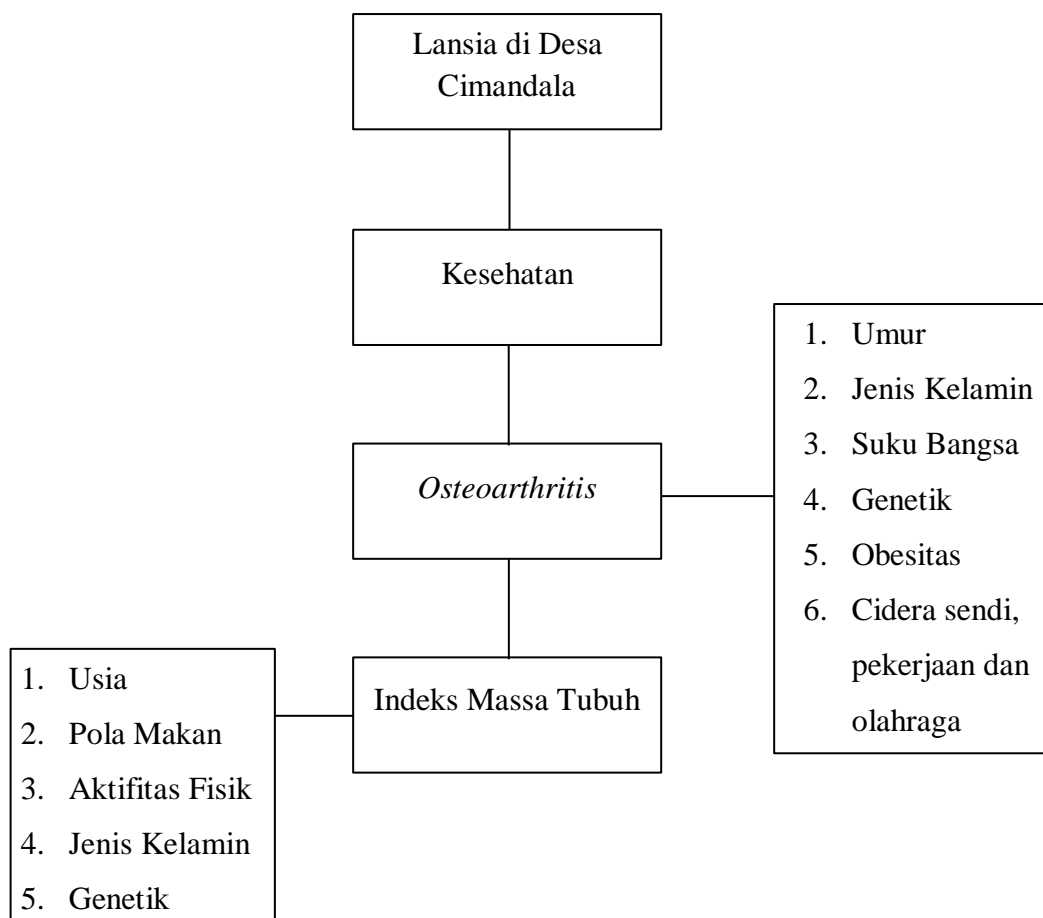 Lansia di Desa
Cimandala
Kesehatan
Osteoarthritis
1. Umur
2. Jenis Kelamin
3. Suku Bangsa
4. Genetik
5. Obesitas
6. Cidera sendi,
pekerjaan dan
olahraga
Indeks Massa Tubuh
1. Usia
2. Pola Makan
3. Aktifitas Fisik
4. Jenis Kelamin
5. Genetik